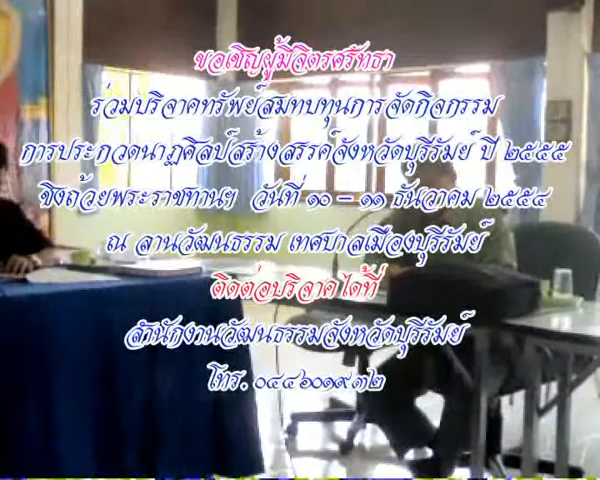 ขอเชิญผู้มีจิตรศรัทธา
ร่วมบริจาคทรัพย์สมทบทุนการจัดกิจกรรม
การประกวดนาฏศิลป์สร้างสรรค์จังหวัดบุรีรัมย์ ปี ๒๕๕๕
ชิงถ้วยพระราชทานฯ วันที่ ๑๐ - ๑๑ ธันวาคม ๒๕๕๔
ณ ลานวัฒนธรรม เทศบาลเมืองบุรีรัมย์
ติดต่อบริจาคได้ที่
สำนักงานวัฒนธรรมจังหวัดบุรีรัมย์
โทร. ๐๔๔๖๐๑๙๓๒